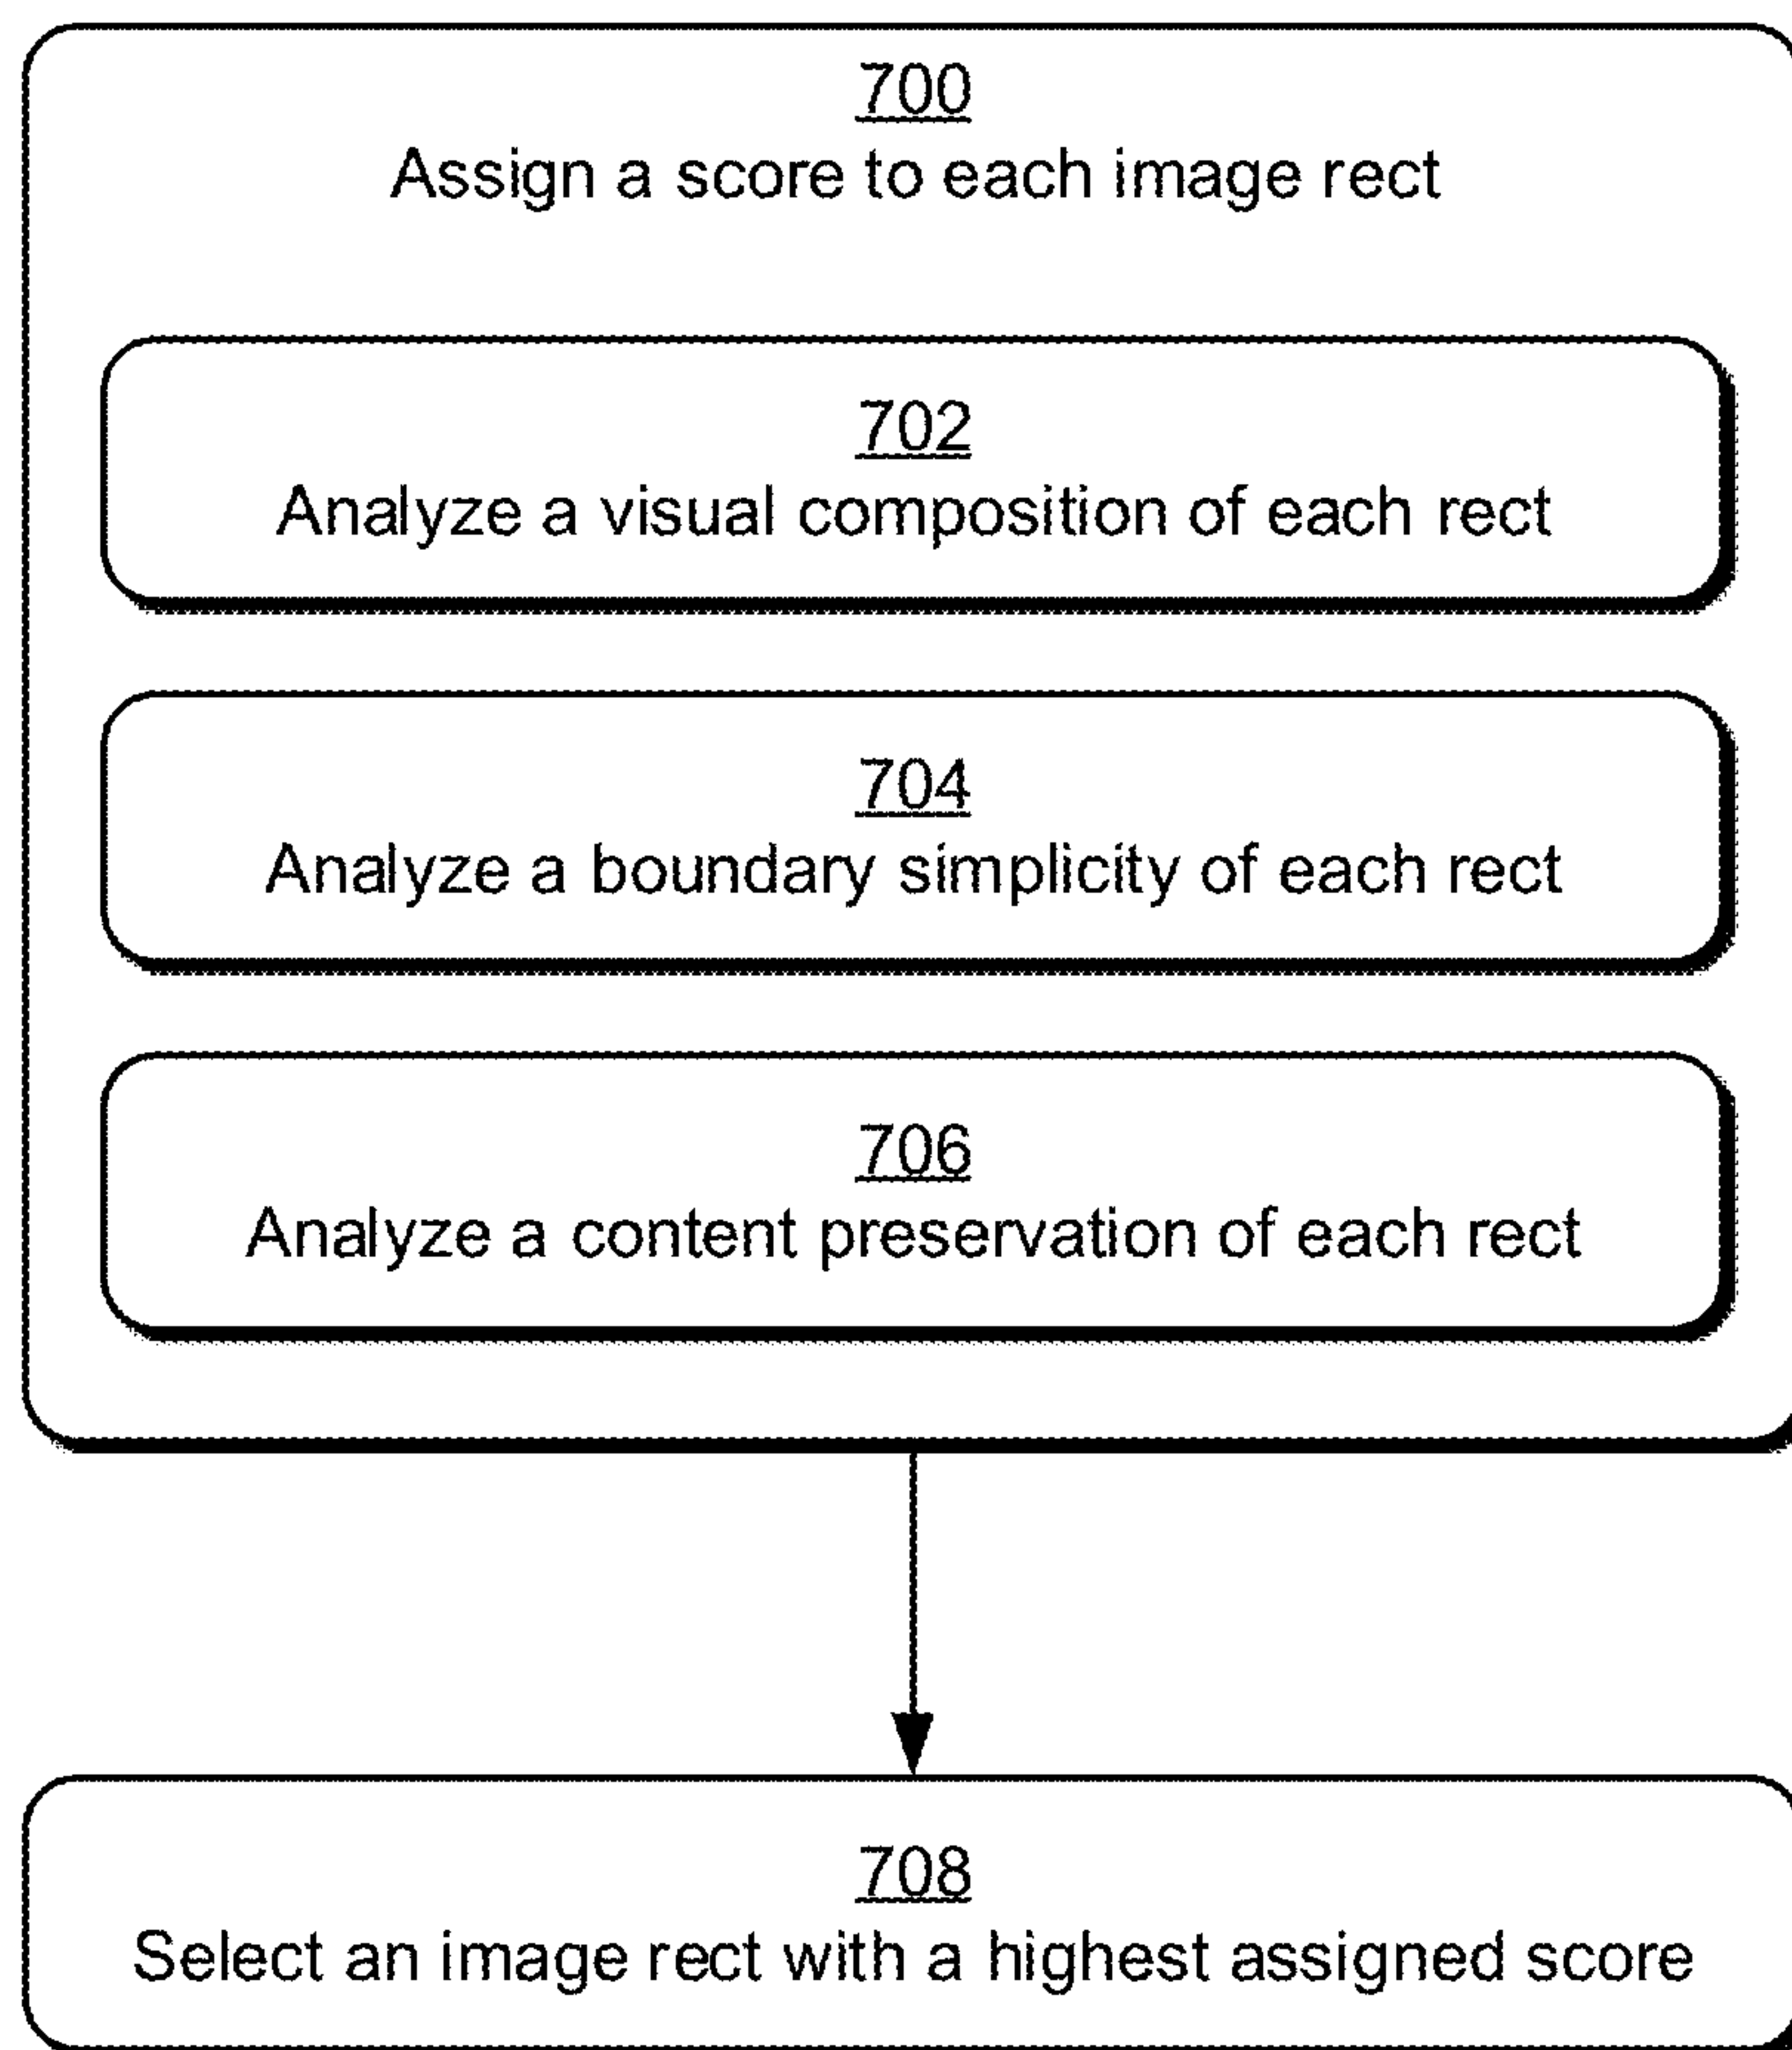 700
Assign a score to each image rect
702
Analyze a visual composition of each rect
704
Analyze a boundary simplicity of each rect
706
Analyze a content preservation of each rect
708
Select an image rect with a highest assigned score